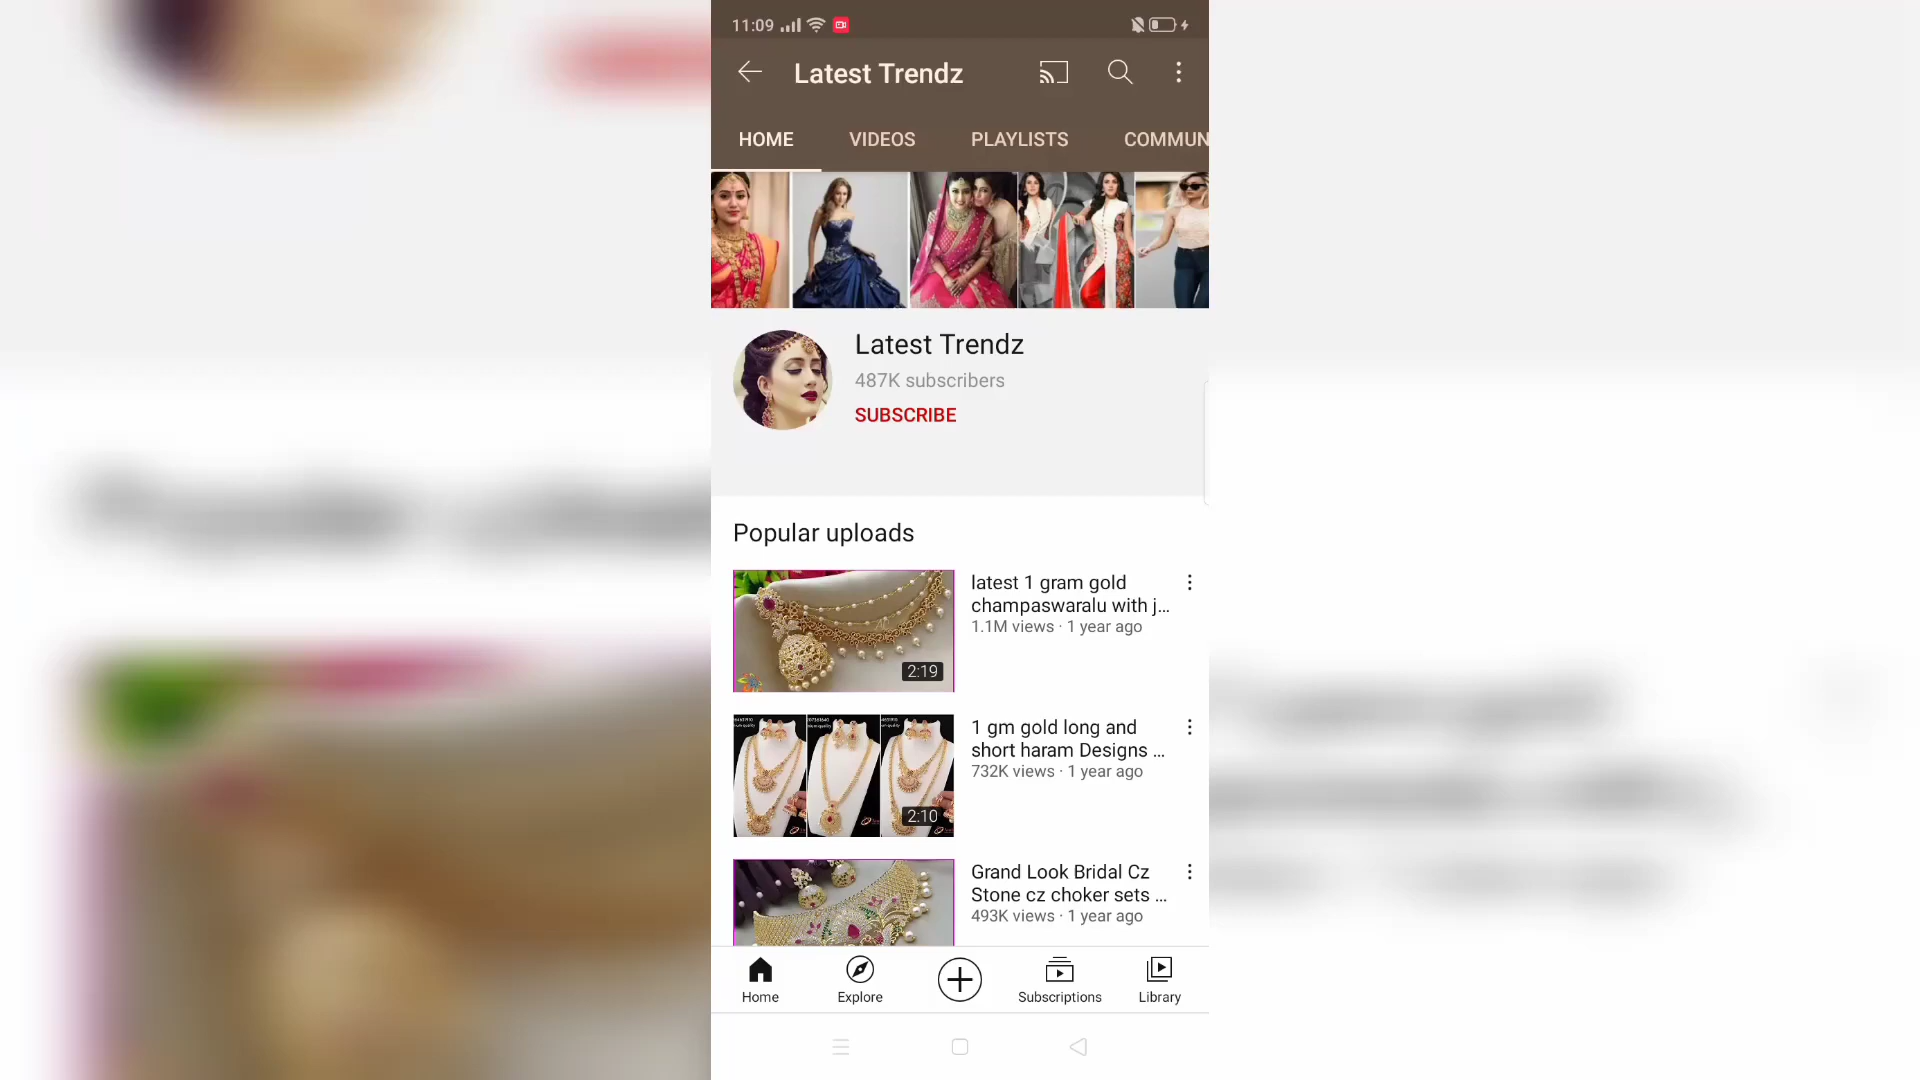 11:09
Latest Trendz
HOME VIDEOS PLAYLISTS COMMUN
Latest Trendz
487K subscribers
SUBSCRIBE
Popular uploads
latest 1 gram gold
champaswaralu with j...
1.1M views · 1 year ago
2:19
1 gm gold long and
short haram Designs ...
732K views · 1 year ago
2:10
Grand Look Bridal Cz
Stone cz choker sets ...
493K views · 1 year ago
Home Explore Subscriptions Library